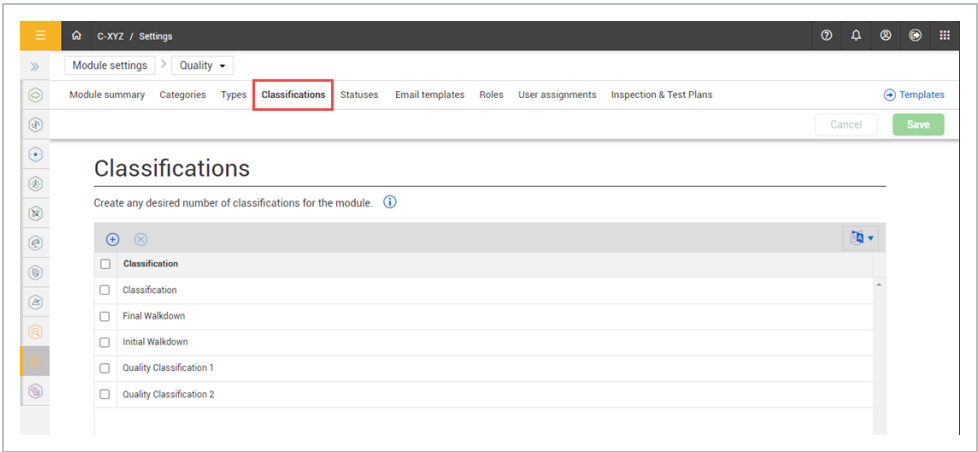 C-XYZ / Settings
Module settings > Quality
Module summary Categories Types Classifications Statuses Email templates Roles User assignments Inspection & Test Plans Templates
Cancel Save
Classifications
Create any desired number of classifications for the module.
Classification
Classification
Final Walkdown
Initial Walkdown
Quality Classification 1
Quality Classification 2